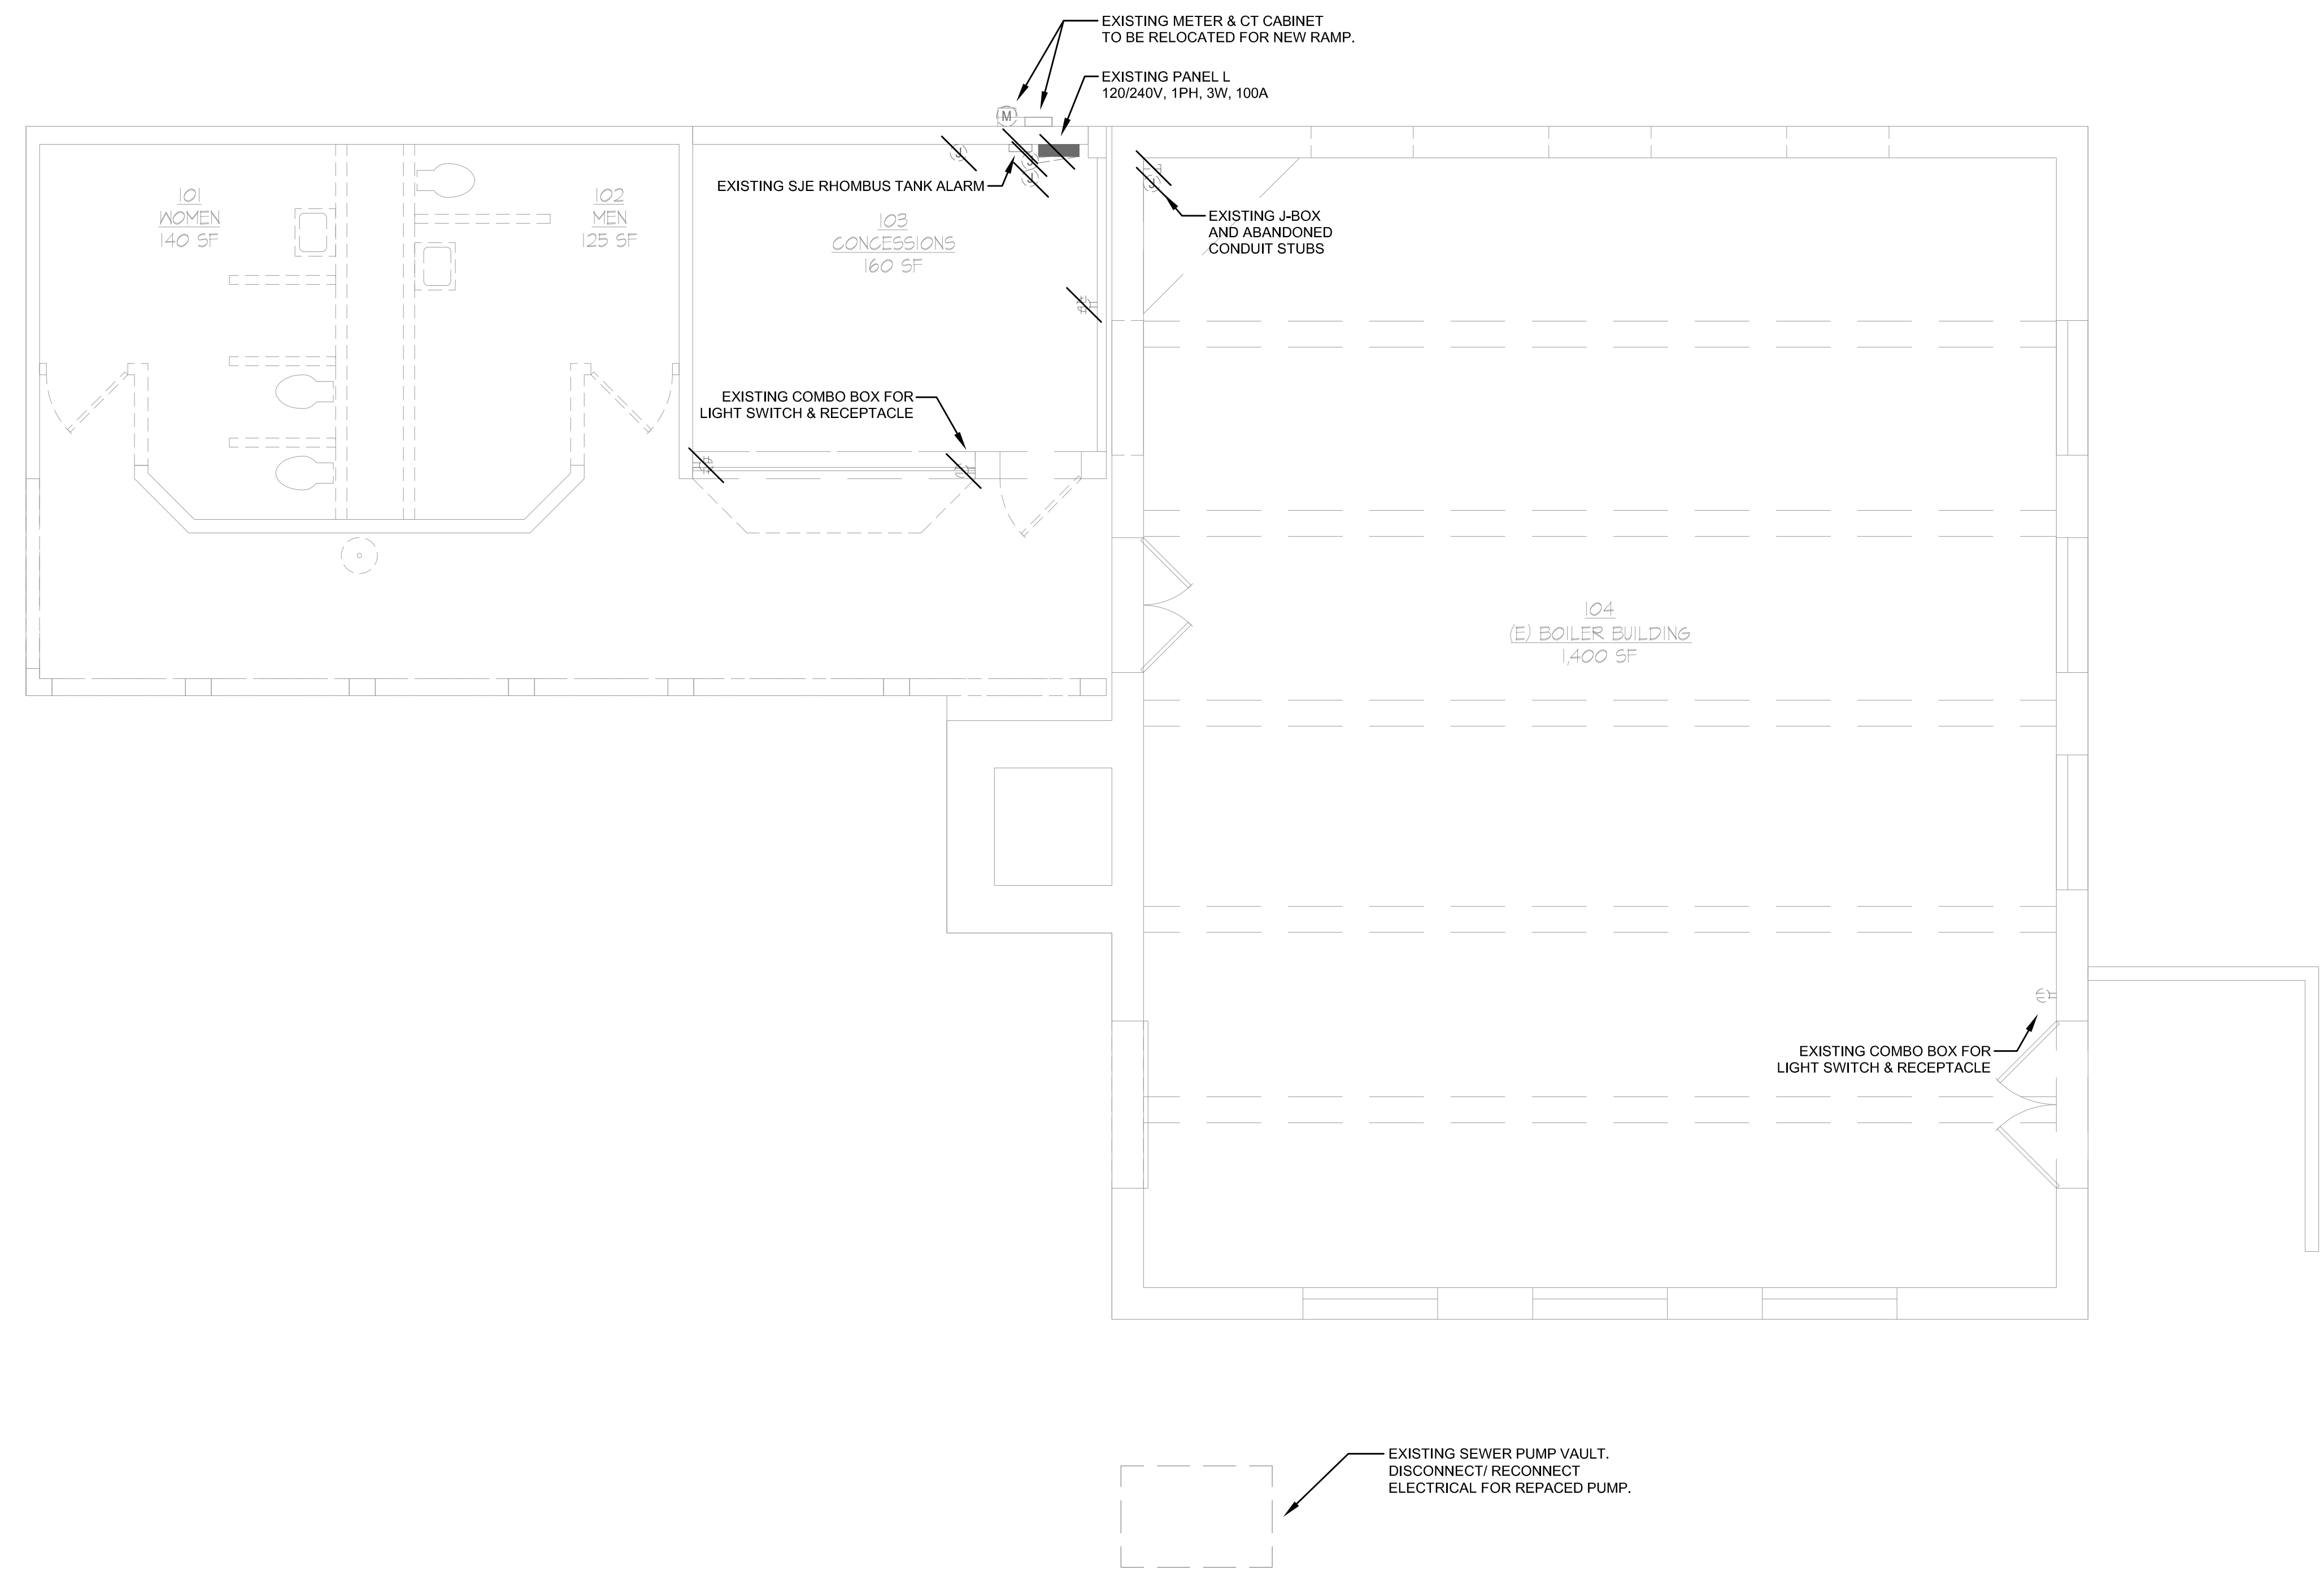 EXISTING METER & CT CABINET
TO BE RELOCATED FOR NEW RAMP.
EXISTING PANEL L
120/240V, 1PH, 3W, 100A
M
J
J
J
EXISTING SJE RHOMBUS TANK ALARM
J
EXISTING J-BOX
AND ABANDONED
CONDUIT STUBS
101
WOMEN
140 SF
102
MEN
125 SF
103
CONCESSIONS
160 SF
EXISTING COMBO BOX FOR
LIGHT SWITCH & RECEPTACLE
104
(E) BOILER BUILDING
1,400 SF
EXISTING COMBO BOX FOR
LIGHT SWITCH & RECEPTACLE
EXISTING SEWER PUMP VAULT.
DISCONNECT/ RECONNECT
ELECTRICAL FOR REPACED PUMP.